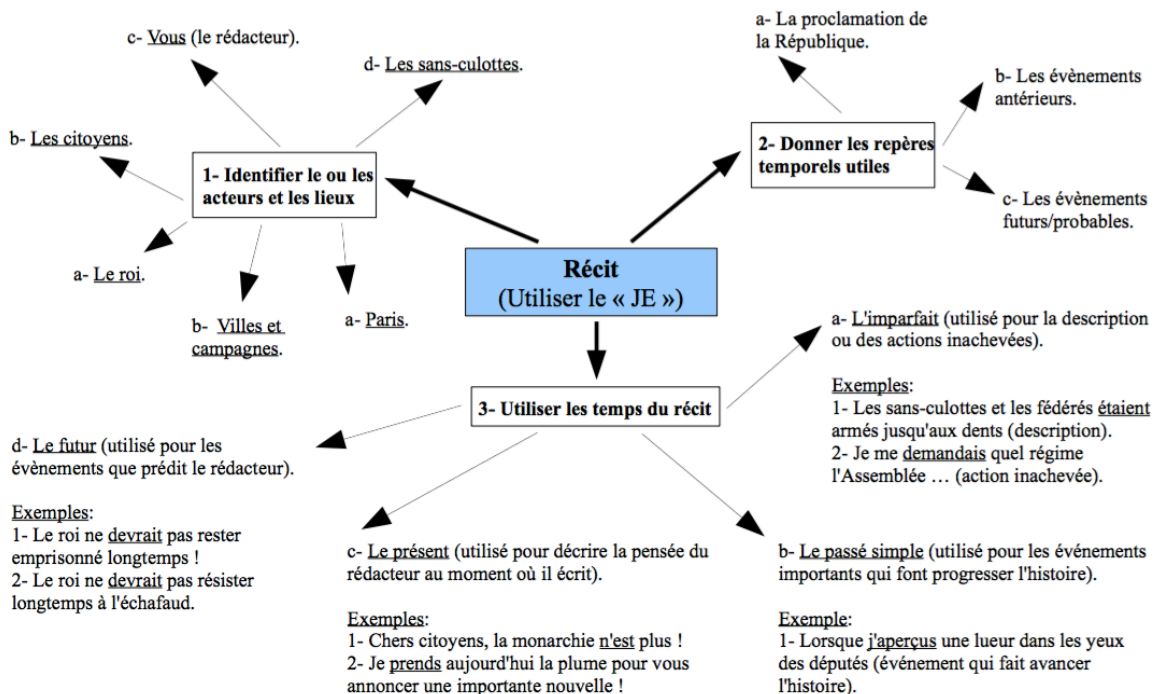 Récit
(Utiliser le « JE »)
1- Identifier le ou les
acteurs et les lieux
a- Le roi.
b- Les citoyens.
c- Vous (le rédacteur).
d- Les sans-culottes.
a- Paris.
b- Villes et
campagnes.
2- Donner les repères
temporels utiles
a- La proclamation de
la République.
b- Les évènements
antérieurs.
c- Les évènements
futurs/probables.
3- Utiliser les temps du récit
a- L'imparfait (utilisé pour la description
ou des actions inachevées).
Exemples:
1- Les sans-culottes et les fédérés étaient
armés jusqu'aux dents (description).
2- Je me demandais quel régime
l'Assemblée … (action inachevée).
b- Le passé simple (utilisé pour les événements
importants qui font progresser l'histoire).
Exemple:
1- Lorsque j'aperçus une lueur dans les yeux
des députés (événement qui fait avancer
l'histoire).
c- Le présent (utilisé pour décrire la pensée du
rédacteur au moment où il écrit).
Exemples:
1- Chers citoyens, la monarchie n'est plus !
2- Je prends aujourd'hui la plume pour vous
annoncer une importante nouvelle !
d- Le futur (utilisé pour les
évènements que prédit le rédacteur).
Exemples:
1- Le roi ne devrait pas rester
emprisonné longtemps !
2- Le roi ne devrait pas résister
longtemps à l'échafaud.